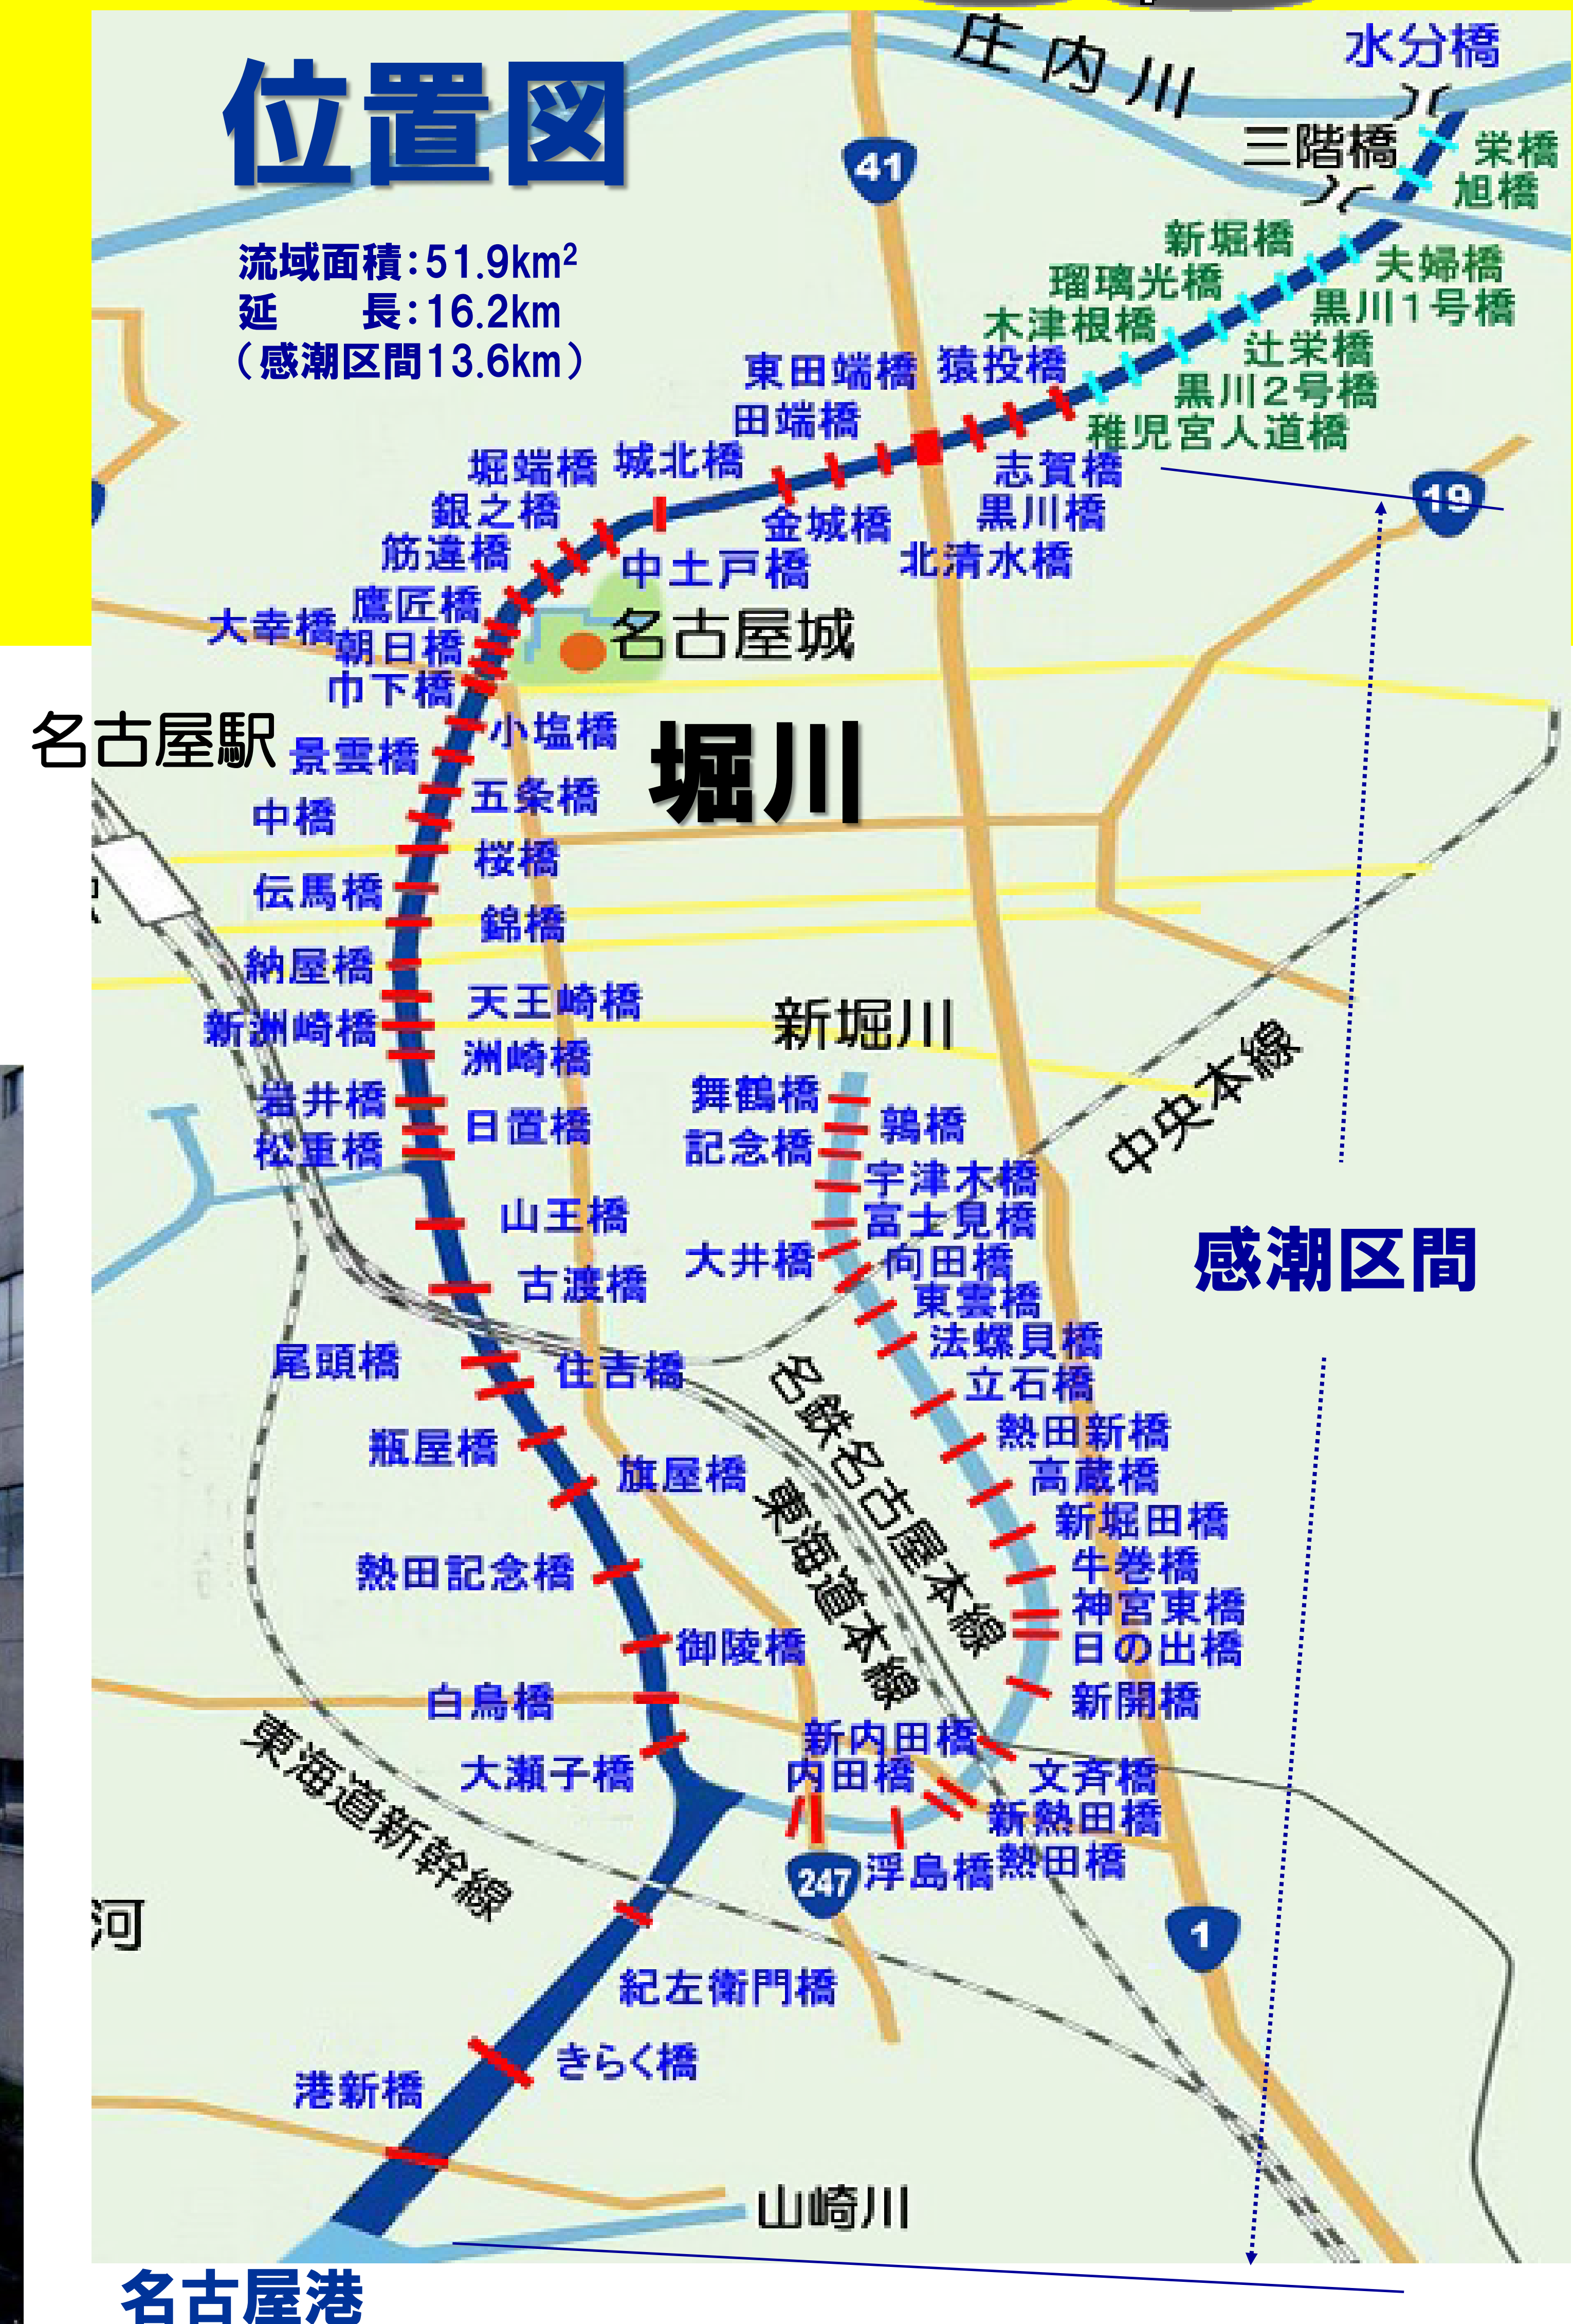 位置図
流域面積：51.9km²
延　　長：16.2km
（感潮区間13.6km）
庄内川
水分橋
三階橋
栄橋
旭橋
41
新堀橋
夫婦橋
瑠璃光橋
黒川1号橋
木津根橋
辻栄橋
東田端橋
猿投橋
黒川2号橋
田端橋
稚児宮人道橋
堀端橋
城北橋
志賀橋
19
銀之橋
金城橋
黒川橋
筋違橋
中土戸橋
北清水橋
鷹匠橋
大幸橋
名古屋城
朝日橋
巾下橋
名古屋駅
小塩橋
堀川
景雲橋
五条橋
中橋
桜橋
伝馬橋
錦橋
納屋橋
天王崎橋
新堀川
新洲崎橋
洲崎橋
中央本線
岩井橋
日置橋
舞鶴橋
鶉橋
松重橋
記念橋
宇津木橋
山王橋
富士見橋
感潮区間
大井橋
向田橋
古渡橋
東雲橋
尾頭橋
住吉橋
法螺貝橋
立石橋
名鉄名古屋本線
瓶屋橋
熱田新橋
旗屋橋
高蔵橋
東海道本線
新堀田橋
熱田記念橋
牛巻橋
神宮東橋
御陵橋
日の出橋
白鳥橋
新開橋
新内田橋
大瀬子橋
内田橋
文斉橋
東海道新幹線
新熱田橋
247
浮島橋
熱田橋
河
1
紀左衛門橋
きらく橋
港新橋
山崎川
名古屋港